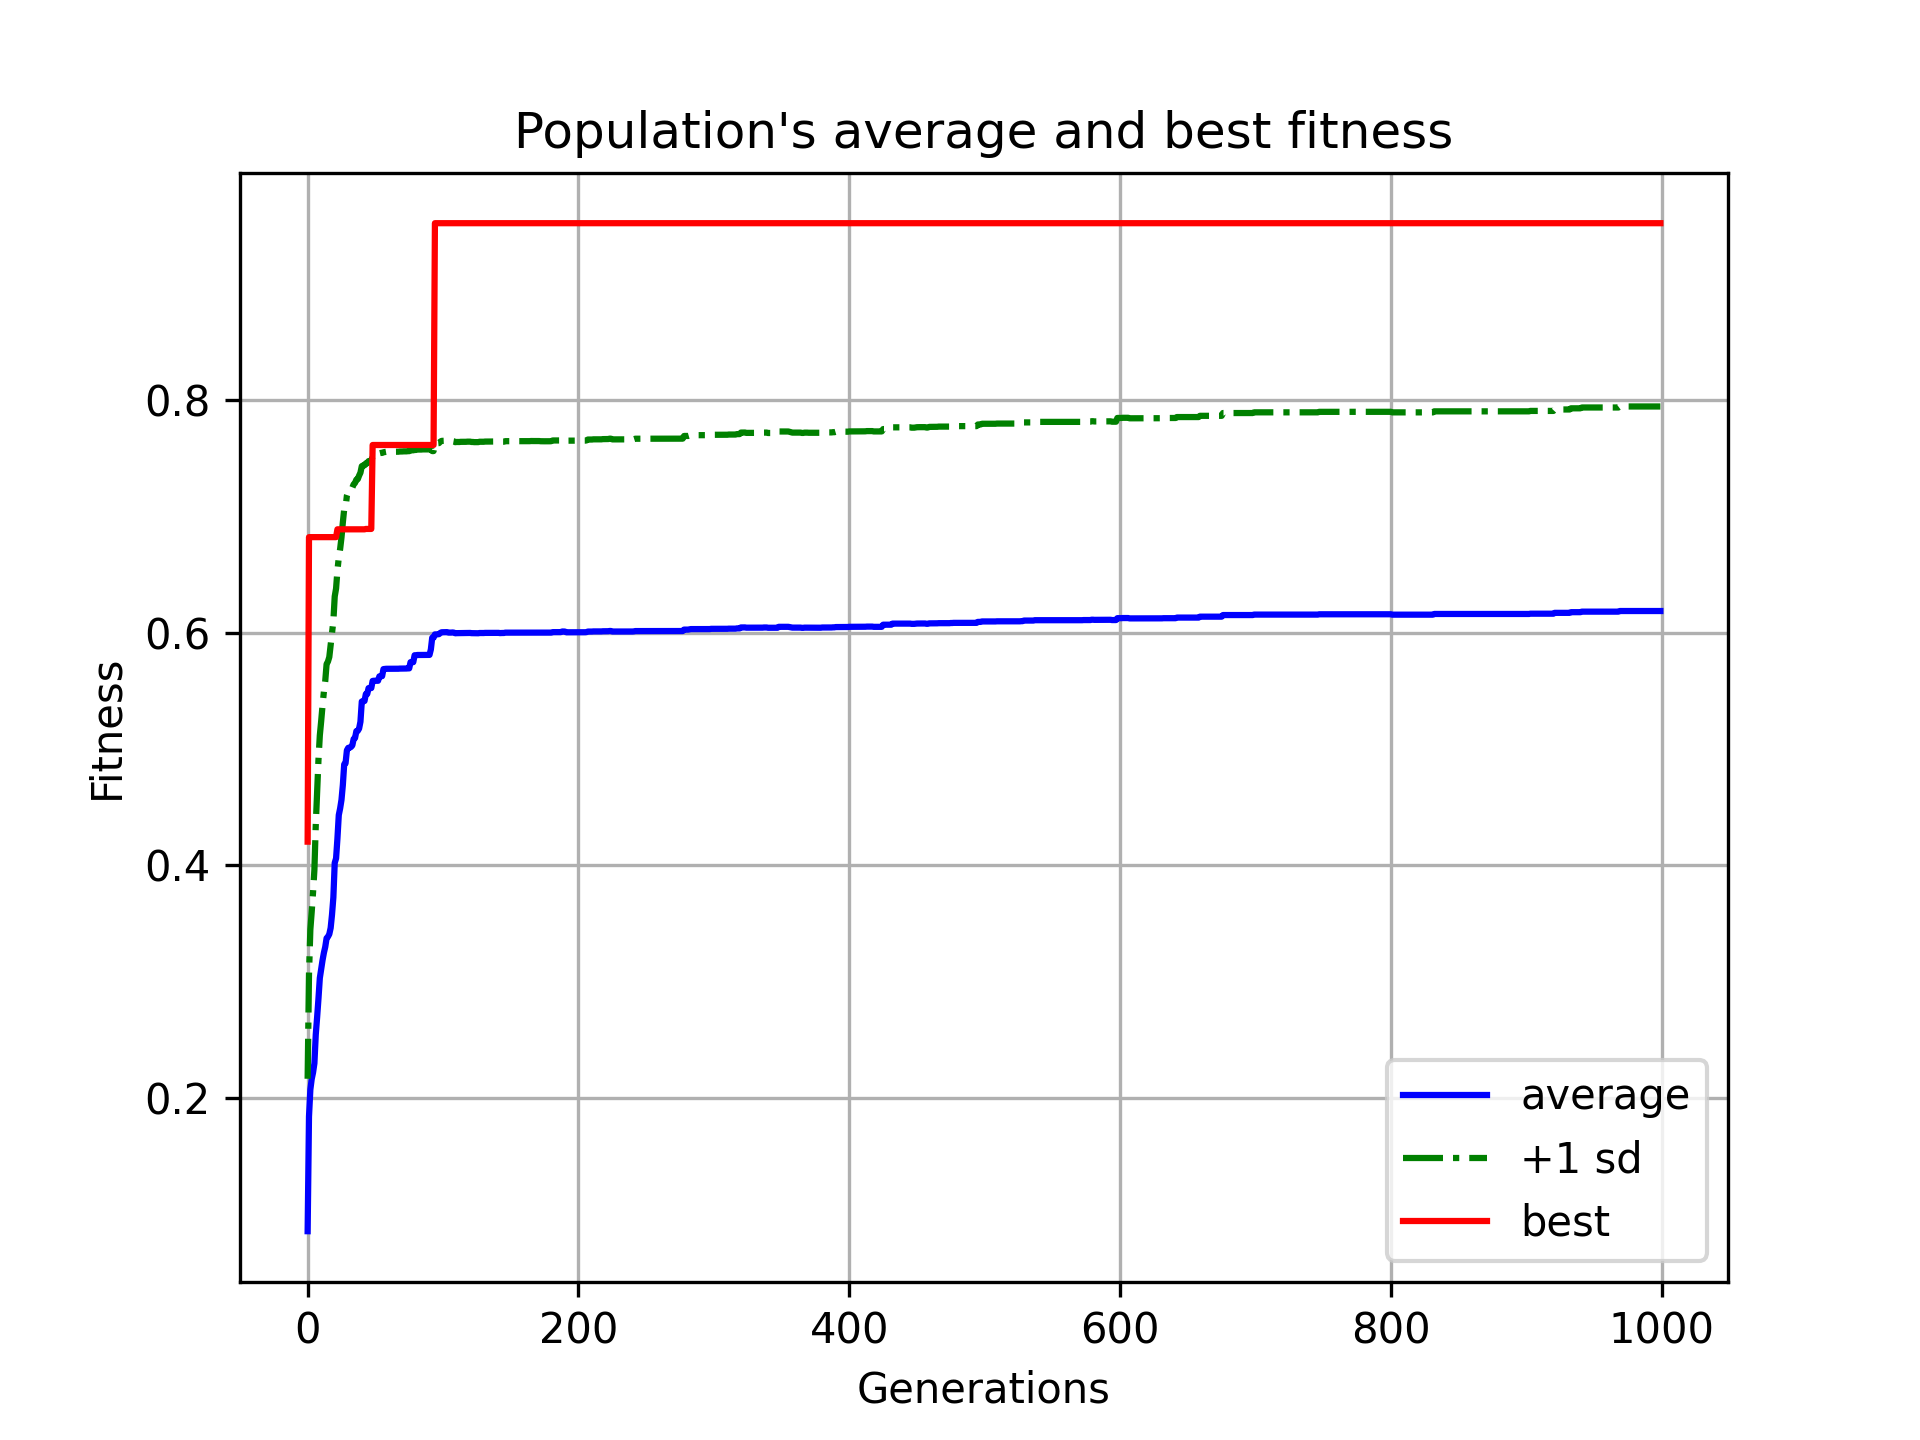 Population's average and best fitness
Fitness
0.8
0.6
0.4
0.2
0 200 400 600 800 1000
Generations
average
+1 sd
best